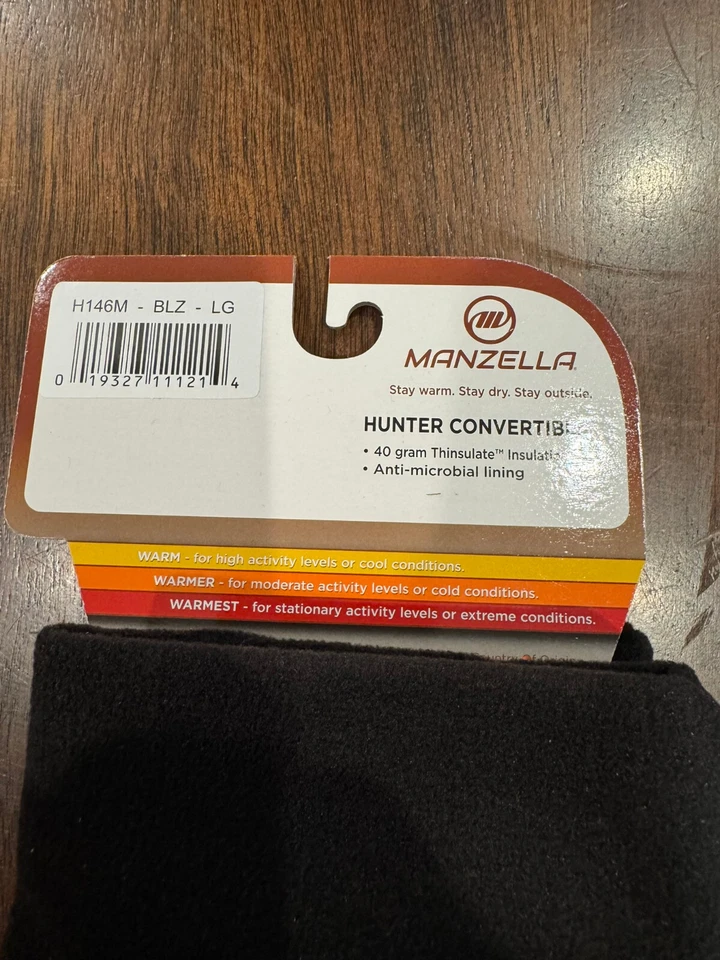 H146M - BLZ - LG
0 19327 11121 4
MANZELLA
Stay warm. Stay dry. Stay outside.
HUNTER
• 40 gram Thinsulate™
• Anti-microbial lining
WARM - for high activity levels or cool conditions.
WARMER - for moderate activity levels or cold conditions.
WARMEST - for stationary activity levels or extreme conditions.